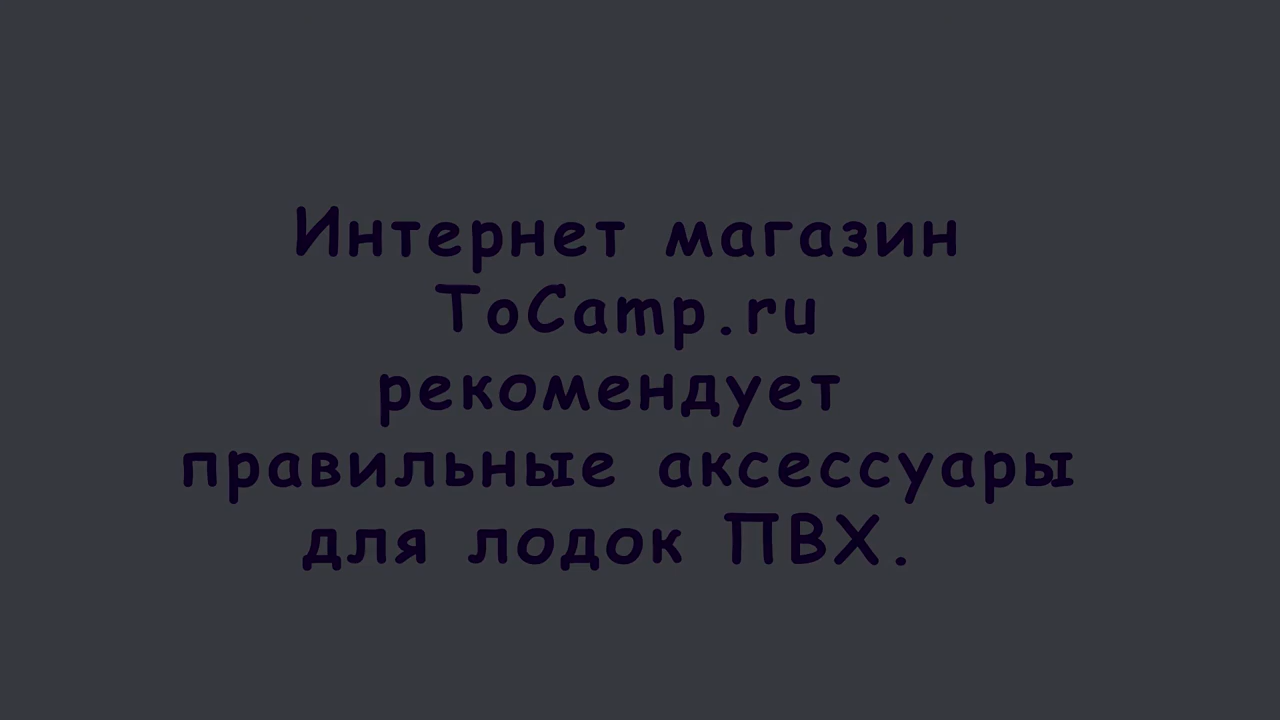 Интернет магазин
ToCamp.ru
рекомендует
правильные аксессуары
для лодок ПВХ.